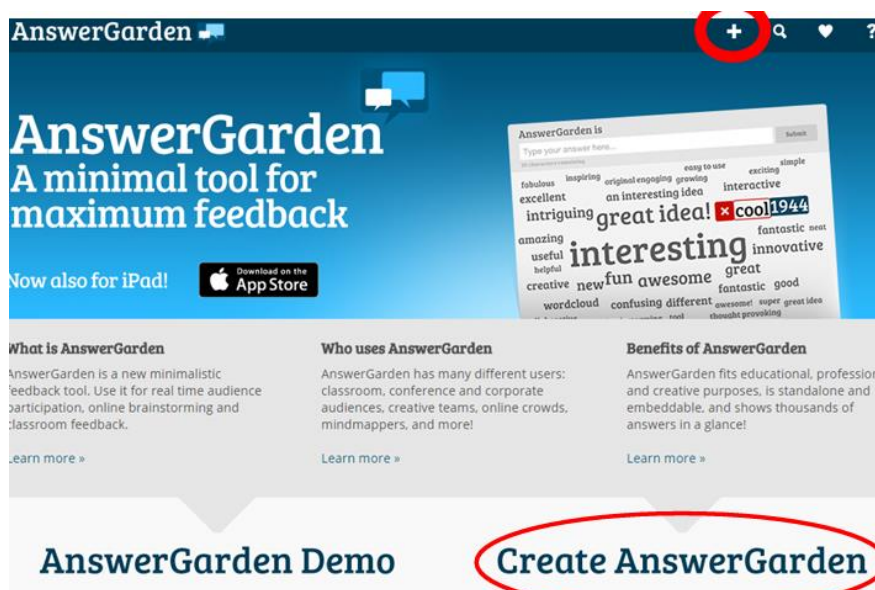 AnswerGarden
?
AnswerGarden
A minimal tool for
maximum feedback
Now also for iPad!
Download on the
App Store
AnswerGarden is
Type your answer here...
Submit
fabulous inspiring original engaging growing easy to use exciting simple
excellent an interesting idea interactive
intriguing great idea! × cool 1944
amazing fantastic neat
useful interesting innovative
helpful
creative new fun awesome great
fantastic good
wordcloud confusing different awesome! super great idea
tool thought provoking
What is AnswerGarden
AnswerGarden is a new minimalistic
feedback tool. Use it for real time audience
participation, online brainstorming and
classroom feedback.
Learn more »
Who uses AnswerGarden
AnswerGarden has many different users:
classroom, conference and corporate
audiences, creative teams, online crowds,
mindmappers, and more!
Learn more »
Benefits of AnswerGarden
AnswerGarden fits educational, profession
and creative purposes, is standalone and
embeddable, and shows thousands of
answers in a glance!
Learn more »
AnswerGarden Demo
Create AnswerGarden